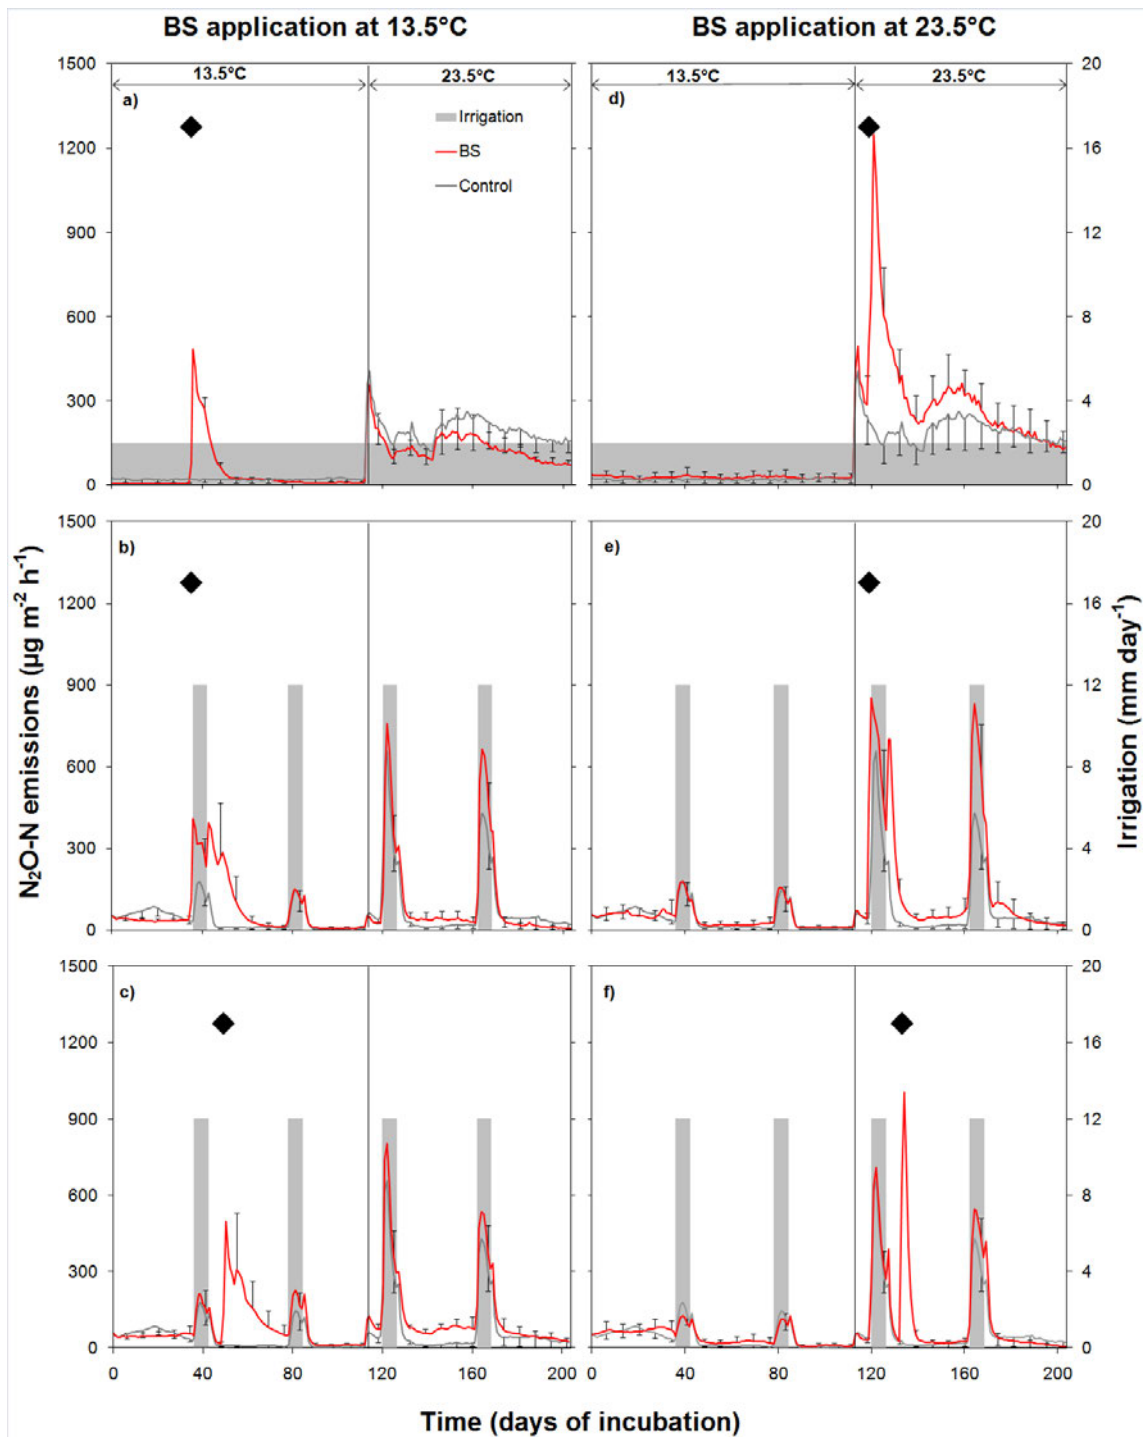 BS application at 13.5°C
BS application at 23.5°C
13.5°C 23.5°C
13.5°C 23.5°C
a)
Irrigation
BS
Control
1500
1200
900
600
300
0
d)
20
16
12
8
4
0
b)
1500
1200
900
600
300
0
e)
20
16
12
8
4
0
c)
1500
1200
900
600
300
0
0 40 80 120 160 200
f)
20
16
12
8
4
0
0 40 80 120 160 200
N₂O-N emissions (µg m⁻² h⁻¹)
Irrigation (mm day⁻¹)
Time (days of incubation)